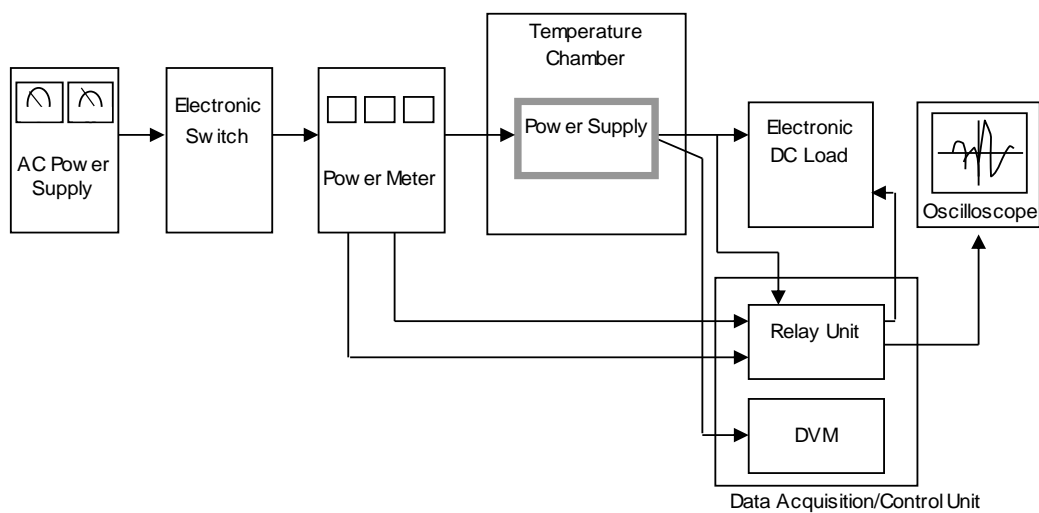 Temperature
Chamber
AC Power
Supply
Electronic
Switch
Power Meter
Power Supply
Electronic
DC Load
Oscilloscope
Relay Unit
DVM
Data Acquisition/Control Unit